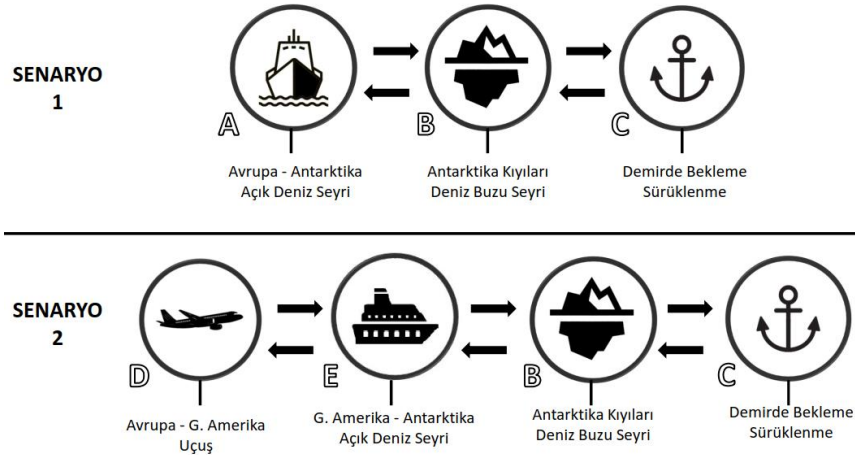 SENARYO
1
A
B
C
Avrupa - Antarktika
Açık Deniz Seyri
Antarktika Kıyıları
Deniz Buzu Seyri
Demirde Bekleme
Sürüklenme
SENARYO
2
D
E
B
C
Avrupa - G. Amerika
Uçuş
G. Amerika - Antarktika
Açık Deniz Seyri
Antarktika Kıyıları
Deniz Buzu Seyri
Demirde Bekleme
Sürüklenme